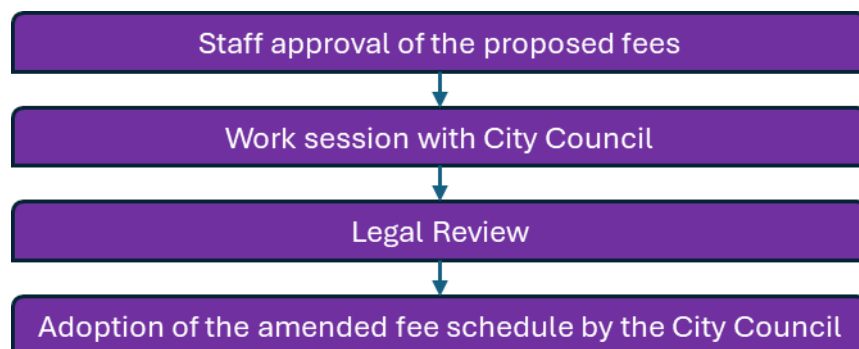 Staff approval of the proposed fees
Work session with City Council
Legal Review
Adoption of the amended fee schedule by the City Council